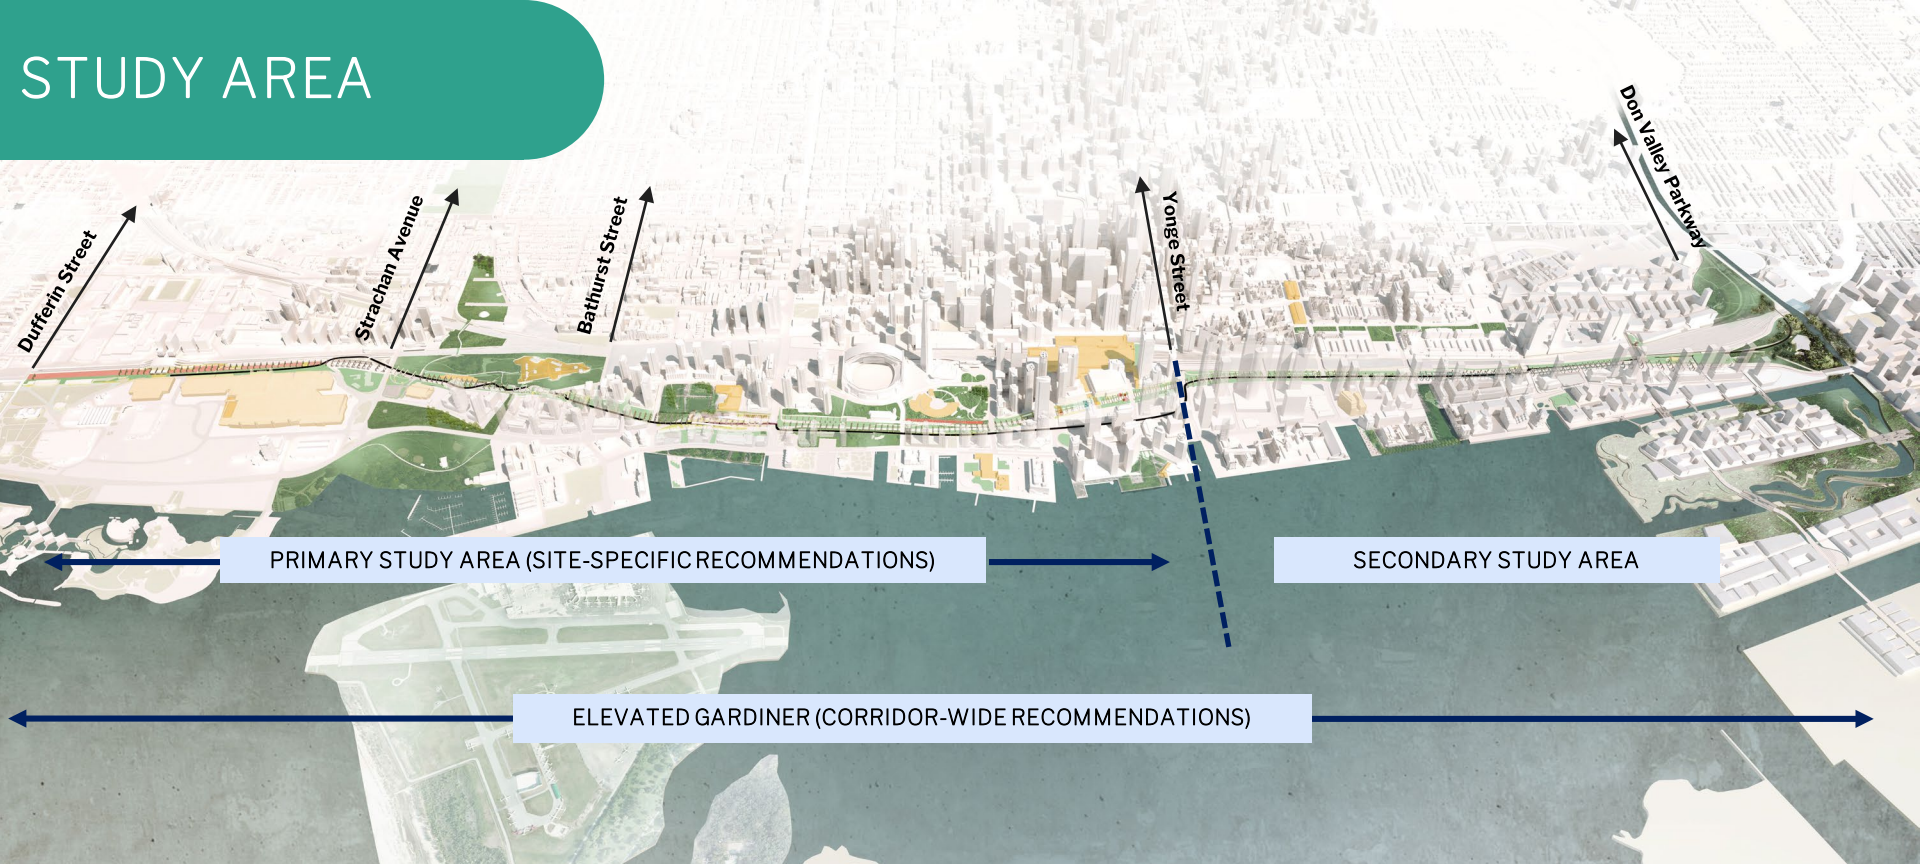 STUDY AREA
Dufferin Street
Strachan Avenue
Bathurst Street
Yonge Street
Don Valley Parkway
PRIMARY STUDY AREA (SITE-SPECIFIC RECOMMENDATIONS)
SECONDARY STUDY AREA
ELEVATED GARDINER (CORRIDOR-WIDE RECOMMENDATIONS)